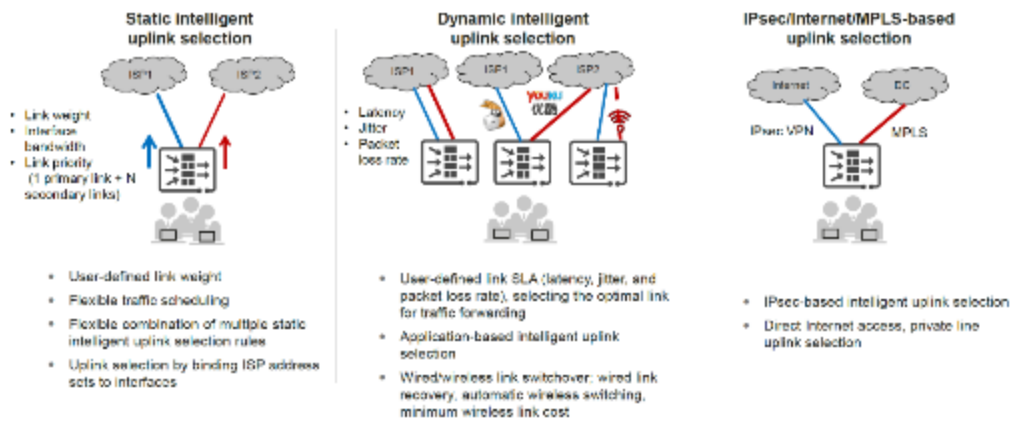 Static intelligent
uplink selection
ISP1
ISP2
• Link weight
• Interface
bandwidth
• Link priority
(1 primary link + N
secondary links)
• User-defined link weight
• Flexible traffic scheduling
• Flexible combination of multiple static
intelligent uplink selection rules
• Uplink selection by binding ISP address
sets to interfaces
Dynamic intelligent
uplink selection
ISP1
ISP1
ISP2
YOUKU
优酷
• Latency
• Jitter
• Packet
loss rate
• User-defined link SLA (latency, jitter, and
packet loss rate), selecting the optimal link
for traffic forwarding
• Application-based intelligent uplink
selection
• Wired/wireless link switchover: wired link
recovery, automatic wireless switching,
minimum wireless link cost
IPsec/Internet/MPLS-based
uplink selection
Internet
DC
IPsec VPN
MPLS
• IPsec-based intelligent uplink selection
• Direct Internet access, private line
uplink selection